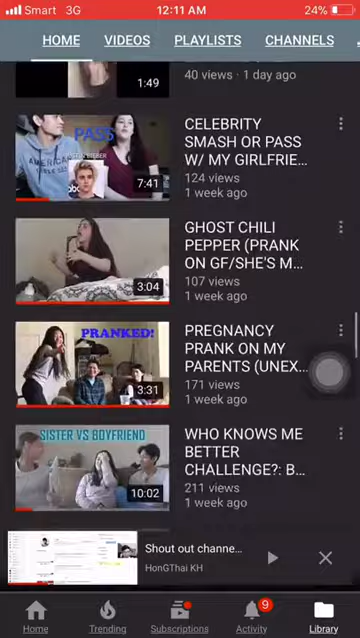 Smart 3G 12:11 AM 24%
HOME VIDEOS PLAYLISTS CHANNELS
1:49
40 views · 1 day ago
PASS
7:41
CELEBRITY
SMASH OR PASS
W/ MY GIRLFRIE...
124 views
1 week ago
3:04
GHOST CHILI
PEPPER (PRANK
ON GF/SHE'S M...
107 views
1 week ago
PRANKED!
3:31
PREGNANCY
PRANK ON MY
PARENTS (UNEX...
171 views
1 week ago
SISTER VS BOYFRIEND
10:02
WHO KNOWS ME
BETTER
CHALLENGE?: B...
211 views
1 week ago
Shout out channe...
HonGThai KH
9
Home Trending Subscriptions Activity Library